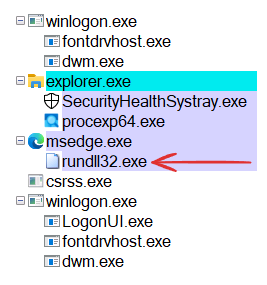 winlogon.exe
fontdrvhost.exe
dwm.exe
explorer.exe
SecurityHealthSystray.exe
procexp64.exe
msedge.exe
rundll32.exe
csrss.exe
winlogon.exe
LogonUI.exe
fontdrvhost.exe
dwm.exe